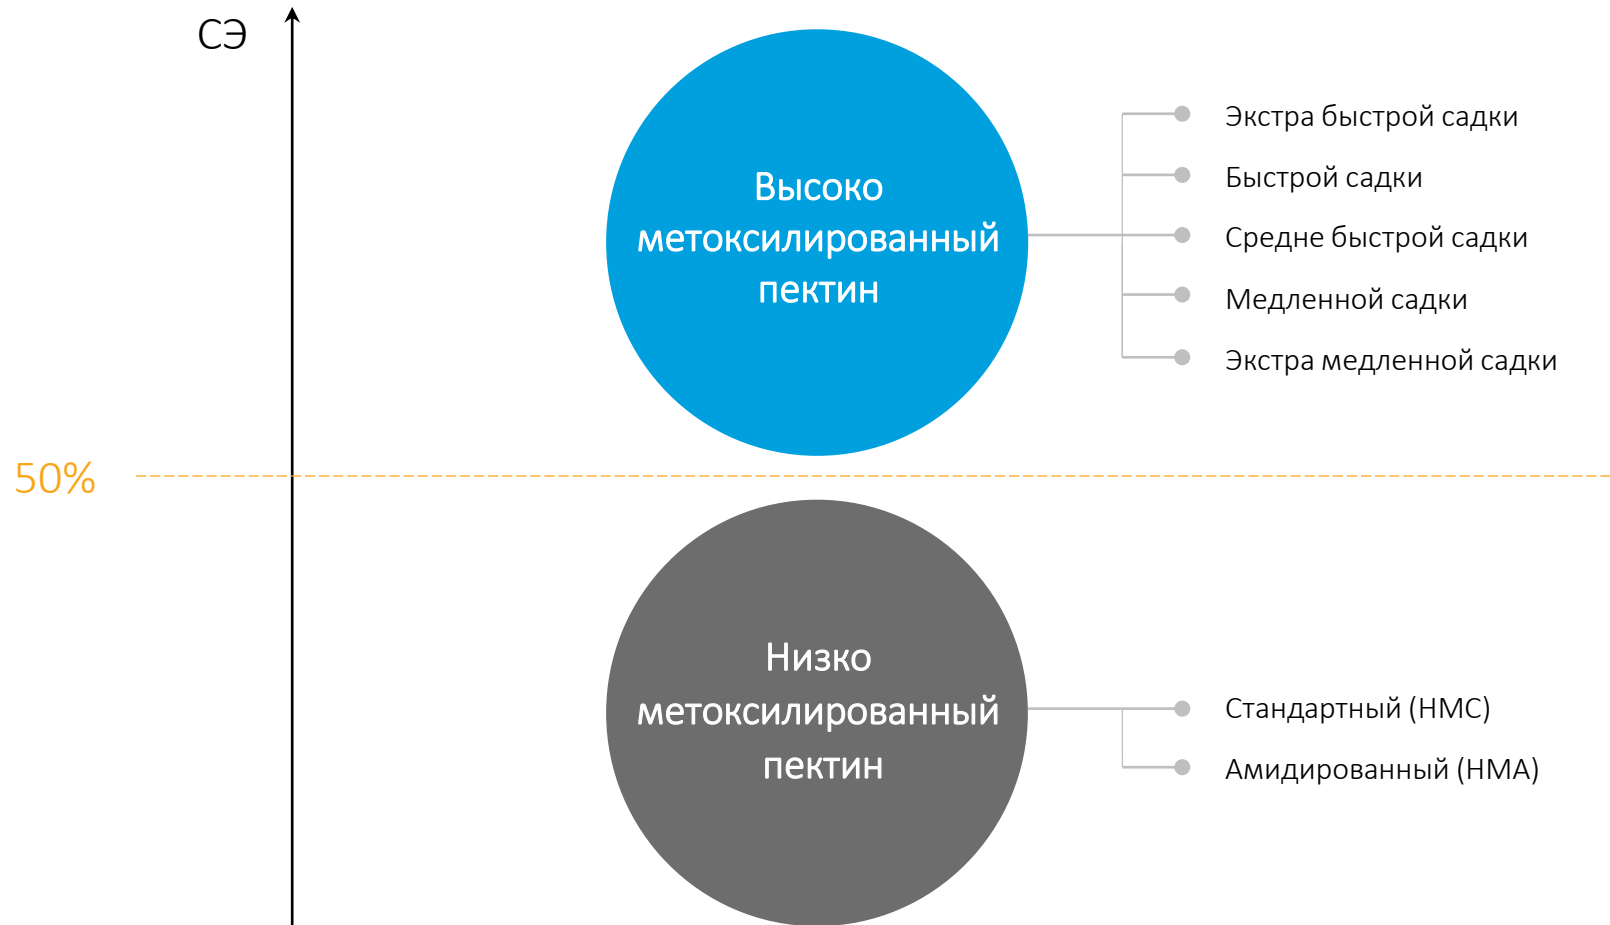 СЭ
Высоко
метоксилированный
пектин
Экстра быстрой садки
Быстрой садки
Средне быстрой садки
Медленной садки
Экстра медленной садки
50%
Низко
метоксилированный
пектин
Стандартный (НМС)
Амидированный (НМА)